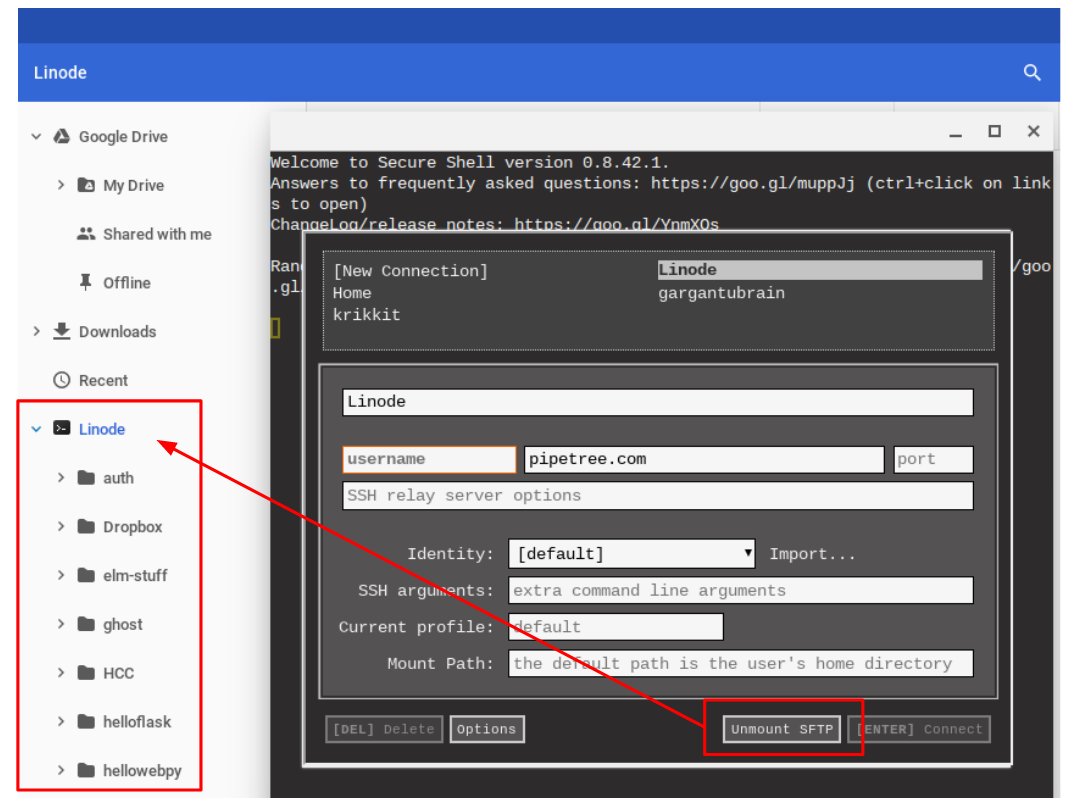 Linode
Google Drive
My Drive
Shared with me
Offline
Downloads
Recent
Linode
auth
Dropbox
elm-stuff
ghost
HCC
helloflask
hellowebpy
Welcome to Secure Shell version 0.8.42.1.
Answers to frequently asked questions: https://goo.gl/muppJj (ctrl+click on link
s to open)
ChangeLog/release notes: https://goo.gl/YnmXOs
Ran /goo
.gl
[New Connection] Linode
Home gargantubrain
krikkit
Linode
username pipetree.com port
SSH relay server options
Identity: [default] Import...
SSH arguments: extra command line arguments
Current profile: default
Mount Path: the default path is the user's home directory
[DEL] Delete Options Unmount SFTP [ENTER] Connect